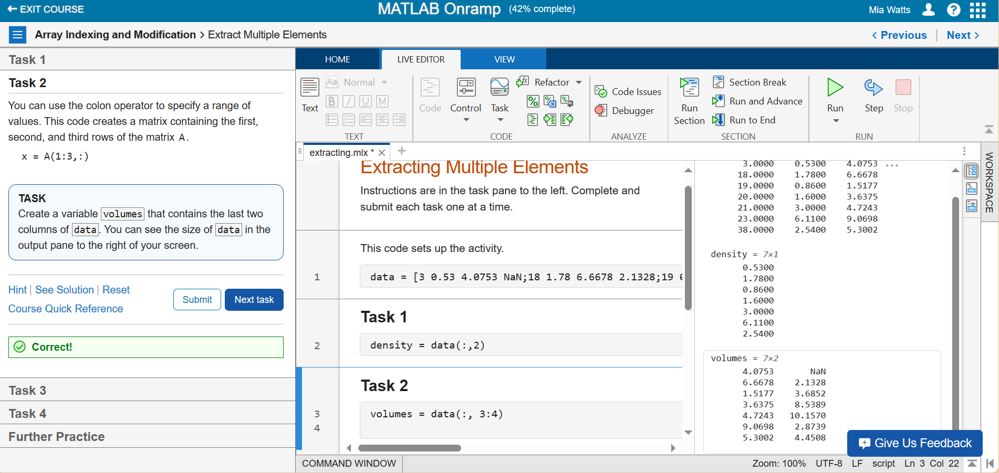 EXIT COURSE
MATLAB Onramp (42% complete)
Mia Watts
Array Indexing and Modification > Extract Multiple Elements
< Previous | Next >
Task 1
Task 2
You can use the colon operator to specify a range of
values. This code creates a matrix containing the first,
second, and third rows of the matrix A.
x = A(1:3,:)
TASK
Create a variable volumes that contains the last two
columns of data. You can see the size of data in the
output pane to the right of your screen.
Hint | See Solution | Reset
Course Quick Reference
Submit
Next task
Correct!
Task 3
Task 4
Further Practice
HOME
LIVE EDITOR
VIEW
Text
Aa Normal
B I U M
TEXT
Code
Control
Task
Refactor
CODE
Code Issues
Debugger
ANALYZE
Run
Section
Section Break
Run and Advance
Run to End
SECTION
Run
Step
Stop
RUN
extracting.mlx *
WORKSPACE
Extracting Multiple Elements
Instructions are in the task pane to the left. Complete and
submit each task one at a time.
This code sets up the activity.
1 data = [3 0.53 4.0753 NaN;18 1.78 6.6678 2.1328;19
Task 1
2 density = data(:,2)
Task 2
3 volumes = data(:, 3:4)
4
3.0000 0.5300 4.0753 ...
18.0000 1.7800 6.6678
19.0000 0.8600 1.5177
20.0000 1.6000 3.6375
21.0000 3.0000 4.7243
23.0000 6.1100 9.0698
38.0000 2.5400 5.3002
density = 7×1
0.5300
1.7800
0.8600
1.6000
3.0000
6.1100
2.5400
volumes = 7×2
4.0753 NaN
6.6678 2.1328
1.5177 3.6852
3.6375 8.5389
4.7243 10.1570
9.0698 2.8739
5.3002 4.4508
Give Us Feedback
COMMAND WINDOW
Zoom: 100% UTF-8 LF script Ln 3 Col 22